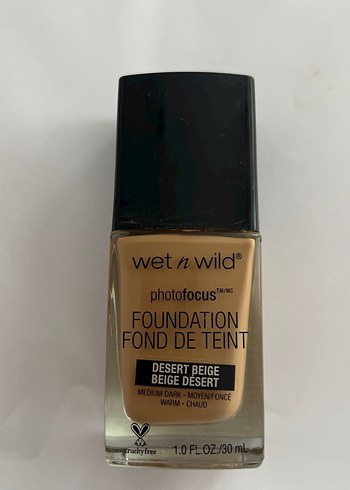 wet n wild®
photofocus™/MC
FOUNDATION
FOND DE TEINT
DESERT BEIGE
BEIGE DÉSERT
MEDIUM DARK - MOYEN/FONCÉ
WARM - CHAUD
crueltyfree
1.0 FL.OZ./30 mL